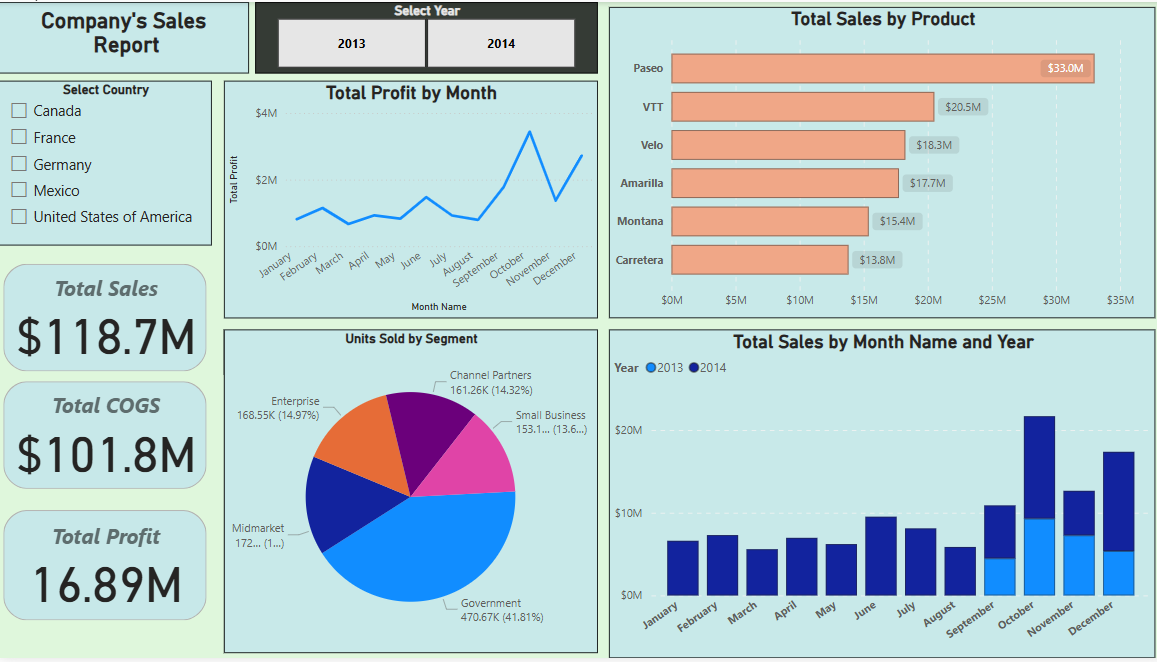 Company's Sales
Report
Select Year
2013
2014
Select Country
Canada
France
Germany
Mexico
United States of America
Total Sales
$118.7M
Total COGS
$101.8M
Total Profit
16.89M
Total Profit by Month
Total Profit
$4M
$2M
$0M
January
February
March
April
May
June
July
August
September
October
November
December
Month Name
Units Sold by Segment
Channel Partners
161.26K (14.32%)
Enterprise
168.55K (14.97%)
Small Business
153.1... (13.6...)
Midmarket
172... (1...)
Government
470.67K (41.81%)
Total Sales by Product
Paseo
$33.0M
VTT
$20.5M
Velo
$18.3M
Amarilla
$17.7M
Montana
$15.4M
Carretera
$13.8M
$0M
$5M
$10M
$15M
$20M
$25M
$30M
$35M
Total Sales by Month Name and Year
Year 2013 2014
$20M
$10M
$0M
January
February
March
April
May
June
July
August
September
October
November
December